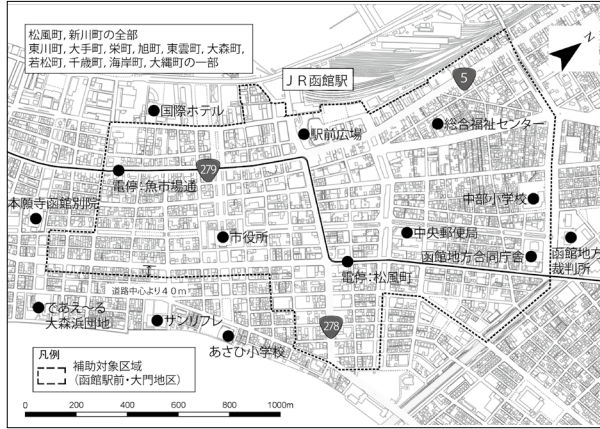 松風町, 新川町の全部
東川町, 大手町, 栄町, 旭町, 東雲町, 大森町,
若松町, 千歳町, 海岸町, 大縄町の一部
N
ＪＲ函館駅
5
国際ホテル
駅前広場
総合福祉センター
279
電停：魚市場通
本願寺函館別院
中部小学校
市役所
中央郵便局
函館地方合同庁舎
函館地方
裁判所
電停：松風町
道路中心より４０ｍ
であえ～る
大森浜団地
サンリフレ
278
あさひ小学校
凡例
補助対象区域
（函館駅前・大門地区）
0 200 400 600 800 1000m